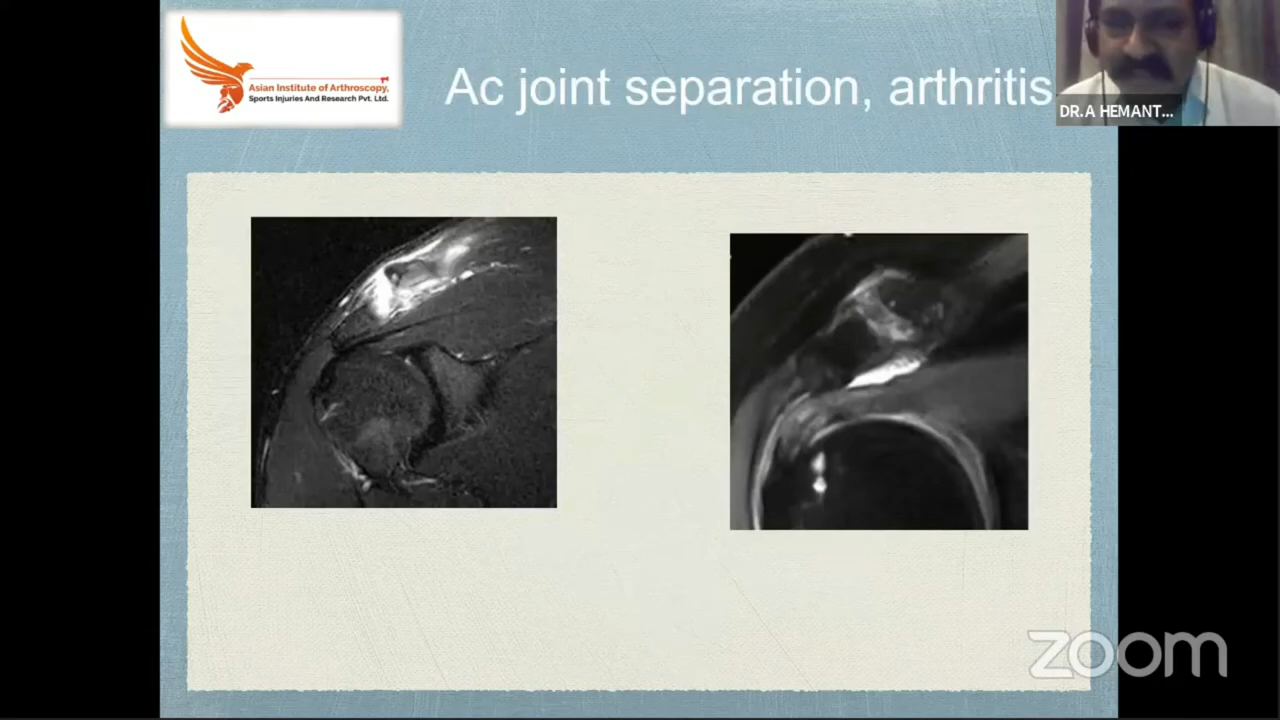 Asian Institute of Arthroscopy,
Sports Injuries And Research Pvt. Ltd.
Ac joint separation, arthritis
DR.A HEMANT...
zoom